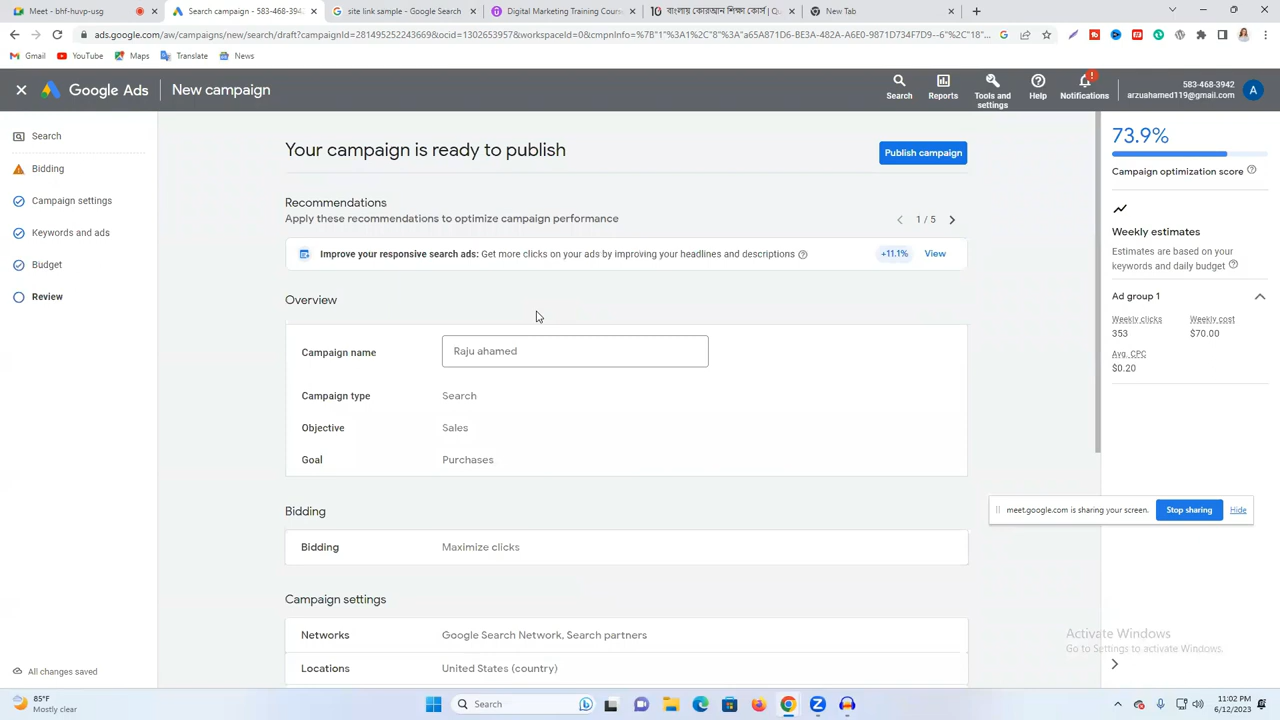 Meet - bhf-huvp-usg
Search campaign - 583-468-394
site link sample - Google Search
Digital Marketing Training Cours
বাংলায় কোরআন শিক্ষা কোর্স | Qu
New Tab
ads.google.com/aw/campaigns/new/search/draft?campaignId=281495252243669&ocid=1302653957&workspaceId=0&cmpnInfo=%7B"1"%3A1%2C"8"%3A"a65A071D6-BE3A-482A-A6E0-9871D734F7D9--6"%2C"18"...
Gmail
YouTube
Maps
Translate
News
Google Ads
New campaign
Search
Reports
Tools and settings
Help
Notifications
583-468-3942
arzuahamed119@gmail.com
A
Search
Bidding
Campaign settings
Keywords and ads
Budget
Review
All changes saved
Your campaign is ready to publish
Publish campaign
Recommendations
Apply these recommendations to optimize campaign performance
1 / 5
Improve your responsive search ads: Get more clicks on your ads by improving your headlines and descriptions
+11.1%
View
Overview
Campaign name
Raju ahamed
Campaign type
Search
Objective
Sales
Goal
Purchases
Bidding
Bidding
Maximize clicks
Campaign settings
Networks
Google Search Network, Search partners
Locations
United States (country)
73.9%
Campaign optimization score
Weekly estimates
Estimates are based on your
keywords and daily budget
Ad group 1
Weekly clicks
353
Weekly cost
$70.00
Avg. CPC
$0.20
meet.google.com is sharing your screen.
Stop sharing
Hide
Activate Windows
Go to Settings to activate Windows.
85°F
Mostly clear
Search
11:02 PM
6/12/2023